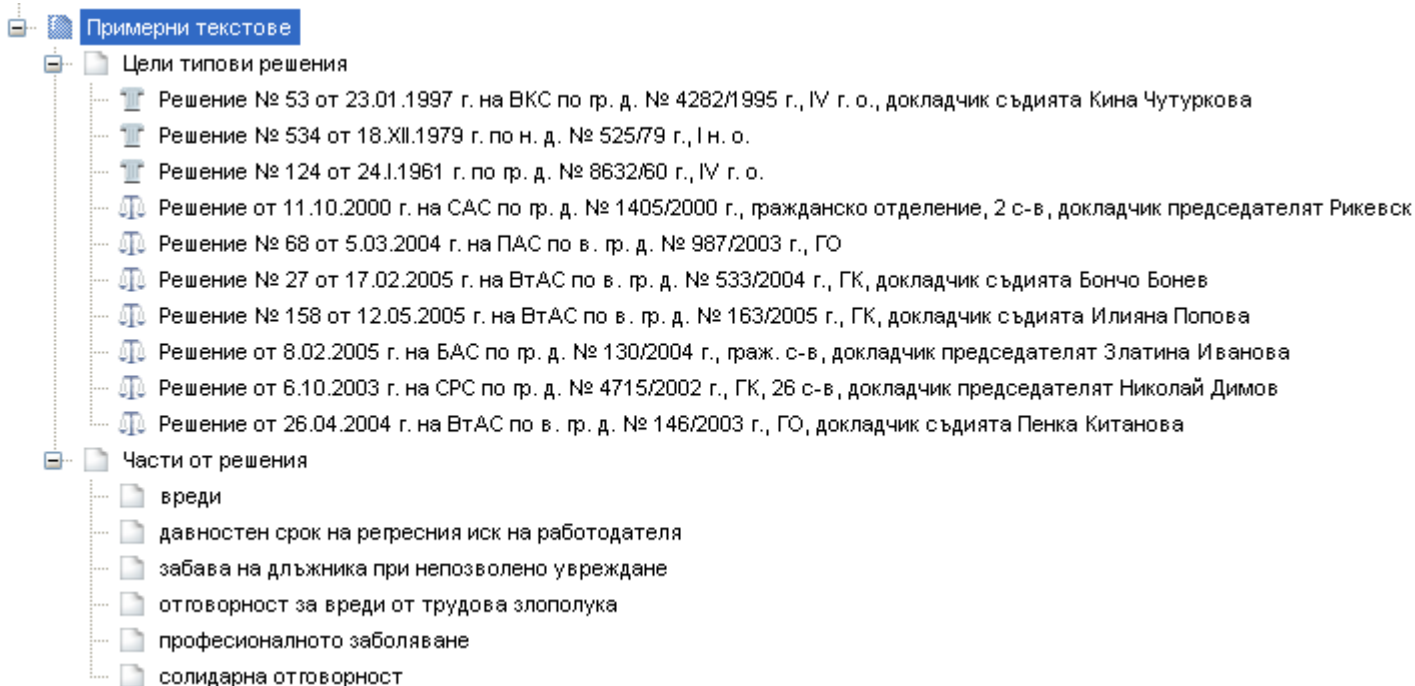 Примерни текстове
Цели типови решения
Решение № 53 от 23.01.1997 г. на ВКС по гр. д. № 4282/1995 г., IV г. о., докладчик съдията Кина Чутуркова
Решение № 534 от 18.XII.1979 г. по н. д. № 525/79 г., I н. о.
Решение № 124 от 24.I.1961 г. по гр. д. № 8632/60 г., IV г. о.
Решение от 11.10.2000 г. на САС по гр. д. № 1405/2000 г., гражданско отделение, 2 с-в, докладчик председателят Рикевск
Решение № 68 от 5.03.2004 г. на ПАС по в. гр. д. № 987/2003 г., ГО
Решение № 27 от 17.02.2005 г. на ВтАС по в. гр. д. № 533/2004 г., ГК, докладчик съдията Бончо Бонев
Решение № 158 от 12.05.2005 г. на ВтАС по в. гр. д. № 163/2005 г., ГК, докладчик съдията Илияна Попова
Решение от 8.02.2005 г. на БАС по гр. д. № 130/2004 г., граж. с-в, докладчик председателят Златина Иванова
Решение от 6.10.2003 г. на СРС по гр. д. № 4715/2002 г., ГК, 26 с-в, докладчик председателят Николай Димов
Решение от 26.04.2004 г. на ВтАС по в. гр. д. № 146/2003 г., ГО, докладчик съдията Пенка Китанова
Части от решения
вреди
давностен срок на регресния иск на работодателя
забава на длъжника при непозволено увреждане
отговорност за вреди от трудова злополука
професионалното заболяване
солидарна отговорност